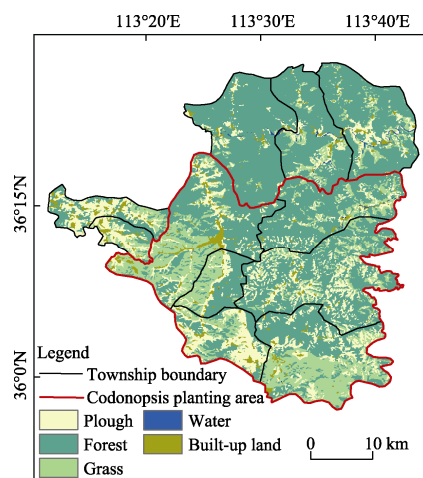 113°20′E 113°30′E 113°40′E
36°15′N
36°0′N
Legend
Township boundary
Codonopsis planting area
Plough Water
Forest Built-up land
Grass
0 10 km